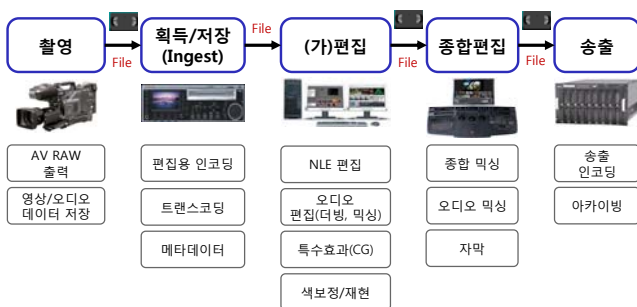 촬영
File
획득/저장
(Ingest)
File
(가)편집
File
종합편집
File
송출
AV RAW
출력
영상/오디오
데이터 저장
편집용 인코딩
트랜스코딩
메타데이터
NLE 편집
오디오
편집(더빙, 믹싱)
특수효과(CG)
색보정/재현
종합 믹싱
오디오 믹싱
자막
송출
인코딩
아카이빙